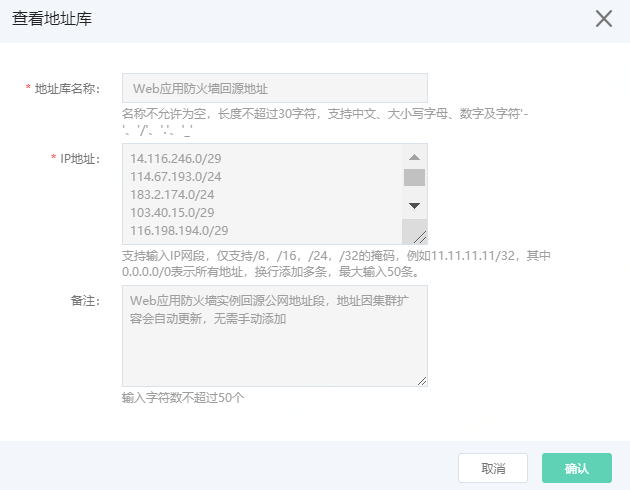 查看地址库
* 地址库名称:
Web应用防火墙回源地址
名称不允许为空，长度不超过30字符，支持中文、大小写字母、数字及字符'-
'、'/'、'.'、'_'
* IP地址:
14.116.246.0/29
114.67.193.0/24
183.2.174.0/24
103.40.15.0/29
116.198.194.0/29
支持输入IP网段，仅支持/8，/16，/24，/32的掩码，例如11.11.11.11/32，其中
0.0.0.0/0表示所有地址，换行添加多条，最大输入50条。
备注:
Web应用防火墙实例回源公网地址段，地址因集群扩
容会自动更新，无需手动添加
输入字符数不超过50个
取消
确认